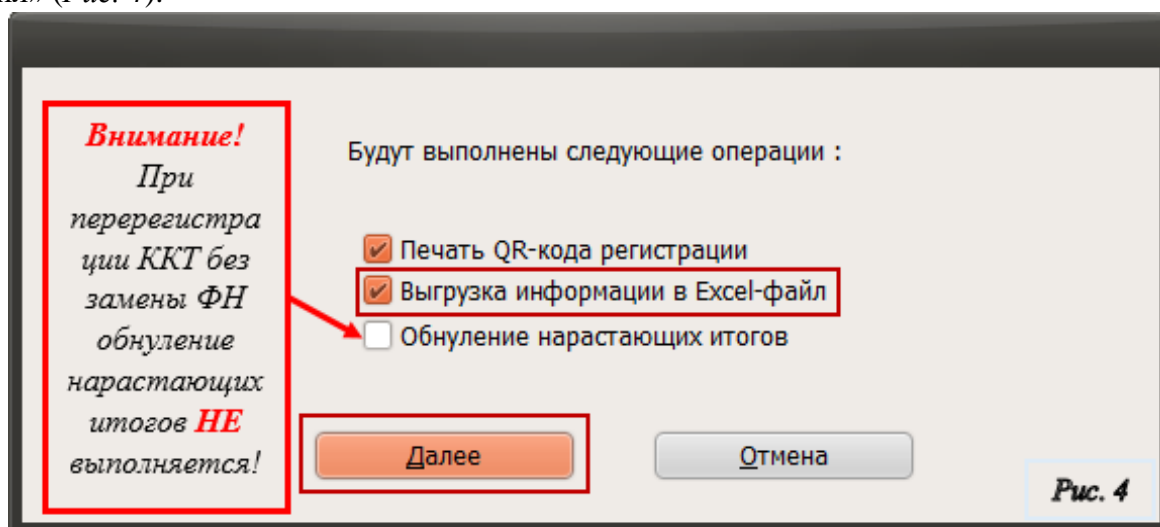 Внимание!
При
перерегистра
ции ККТ без
замены ФН
обнуление
нарастающих
итогов НЕ
выполняется!
Будут выполнены следующие операции :
Печать QR-кода регистрации
Выгрузка информации в Excel-файл
Обнуление нарастающих итогов
Далее
Отмена
Рис. 4